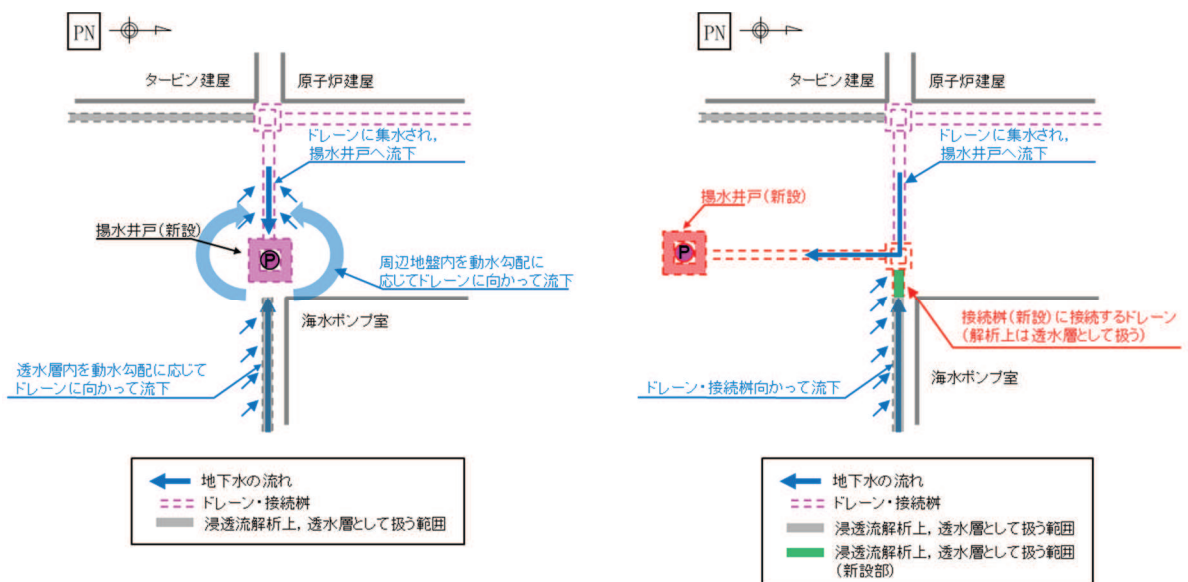 PN
タービン建屋
原子炉建屋
ドレーンに集水され,
揚水井戸へ流下
揚水井戸(新設)
P
周辺地盤内を動水勾配に
応じてドレーンに向かって流下
海水ポンプ室
透水層内を動水勾配に応じて
ドレーンに向かって流下
地下水の流れ
ドレーン・接続桝
浸透流解析上,透水層として扱う範囲
PN
タービン建屋
原子炉建屋
ドレーンに集水され,
揚水井戸へ流下
揚水井戸(新設)
P
接続桝(新設)に接続するドレーン
(解析上は透水層として扱う)
海水ポンプ室
ドレーン・接続桝向かって流下
地下水の流れ
ドレーン・接続桝
浸透流解析上,透水層として扱う範囲
浸透流解析上,透水層として扱う範囲
(新設部)